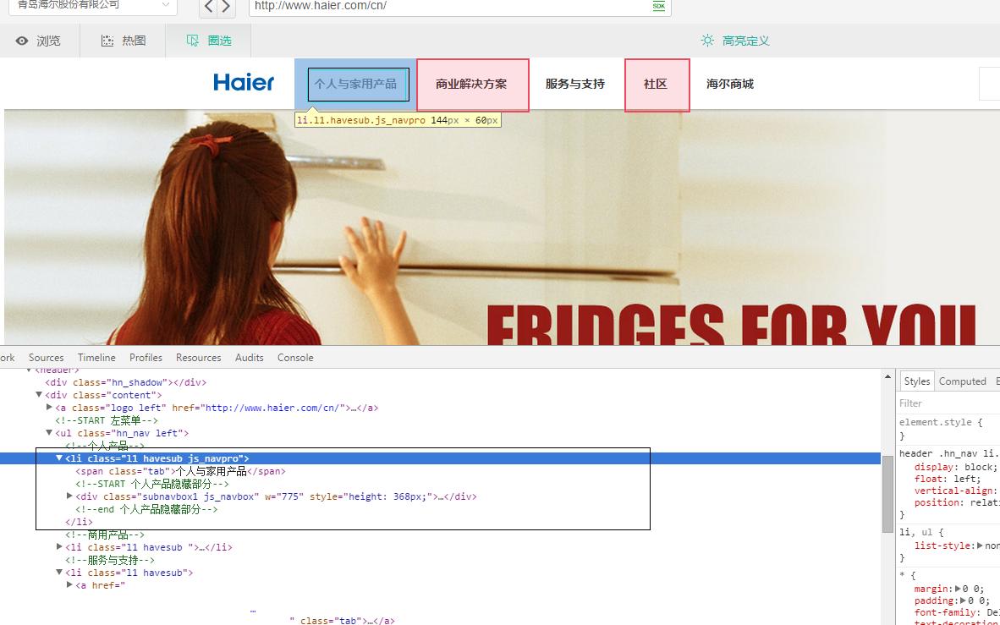 青岛海尔股份有限公司
http://www.haier.com/cn/
SDK
浏览 热图 圈选 高亮定义
Haier 个人与家用产品 商业解决方案 服务与支持 社区 海尔商城
li.l1.havesub.js_navpro 144px × 60px
FRIDGES FOR YOU
ork Sources Timeline Profiles Resources Audits Console
<header>
<div class="hn_shadow"></div>
<div class="content">
<a class="logo left" href="http://www.haier.com/cn/">…</a>
<!--START 左菜单-->
<ul class="hn_nav left">
<!--个人产品-->
<li class="l1 havesub js_navpro">
<span class="tab">个人与家用产品</span>
<!--START 个人产品隐藏部分-->
<div class="subnavbox1 js_navbox" w="775" style="height: 368px;">…</div>
<!--end 个人产品隐藏部分-->
</li>
<!--商用产品-->
<li class="l1 havesub ">…</li>
<!--服务与支持-->
<li class="l1 havesub">
<a href="
…
" class="tab">…</a>
Styles Computed E
Filter
element.style {
}
header .hn_nav li.
display: block;
float: left;
vertical-align:
position: relati
}
li, ul {
list-style: non
}
* {
margin: 0 0;
padding: 0 0;
font-family: Del
text-decoration